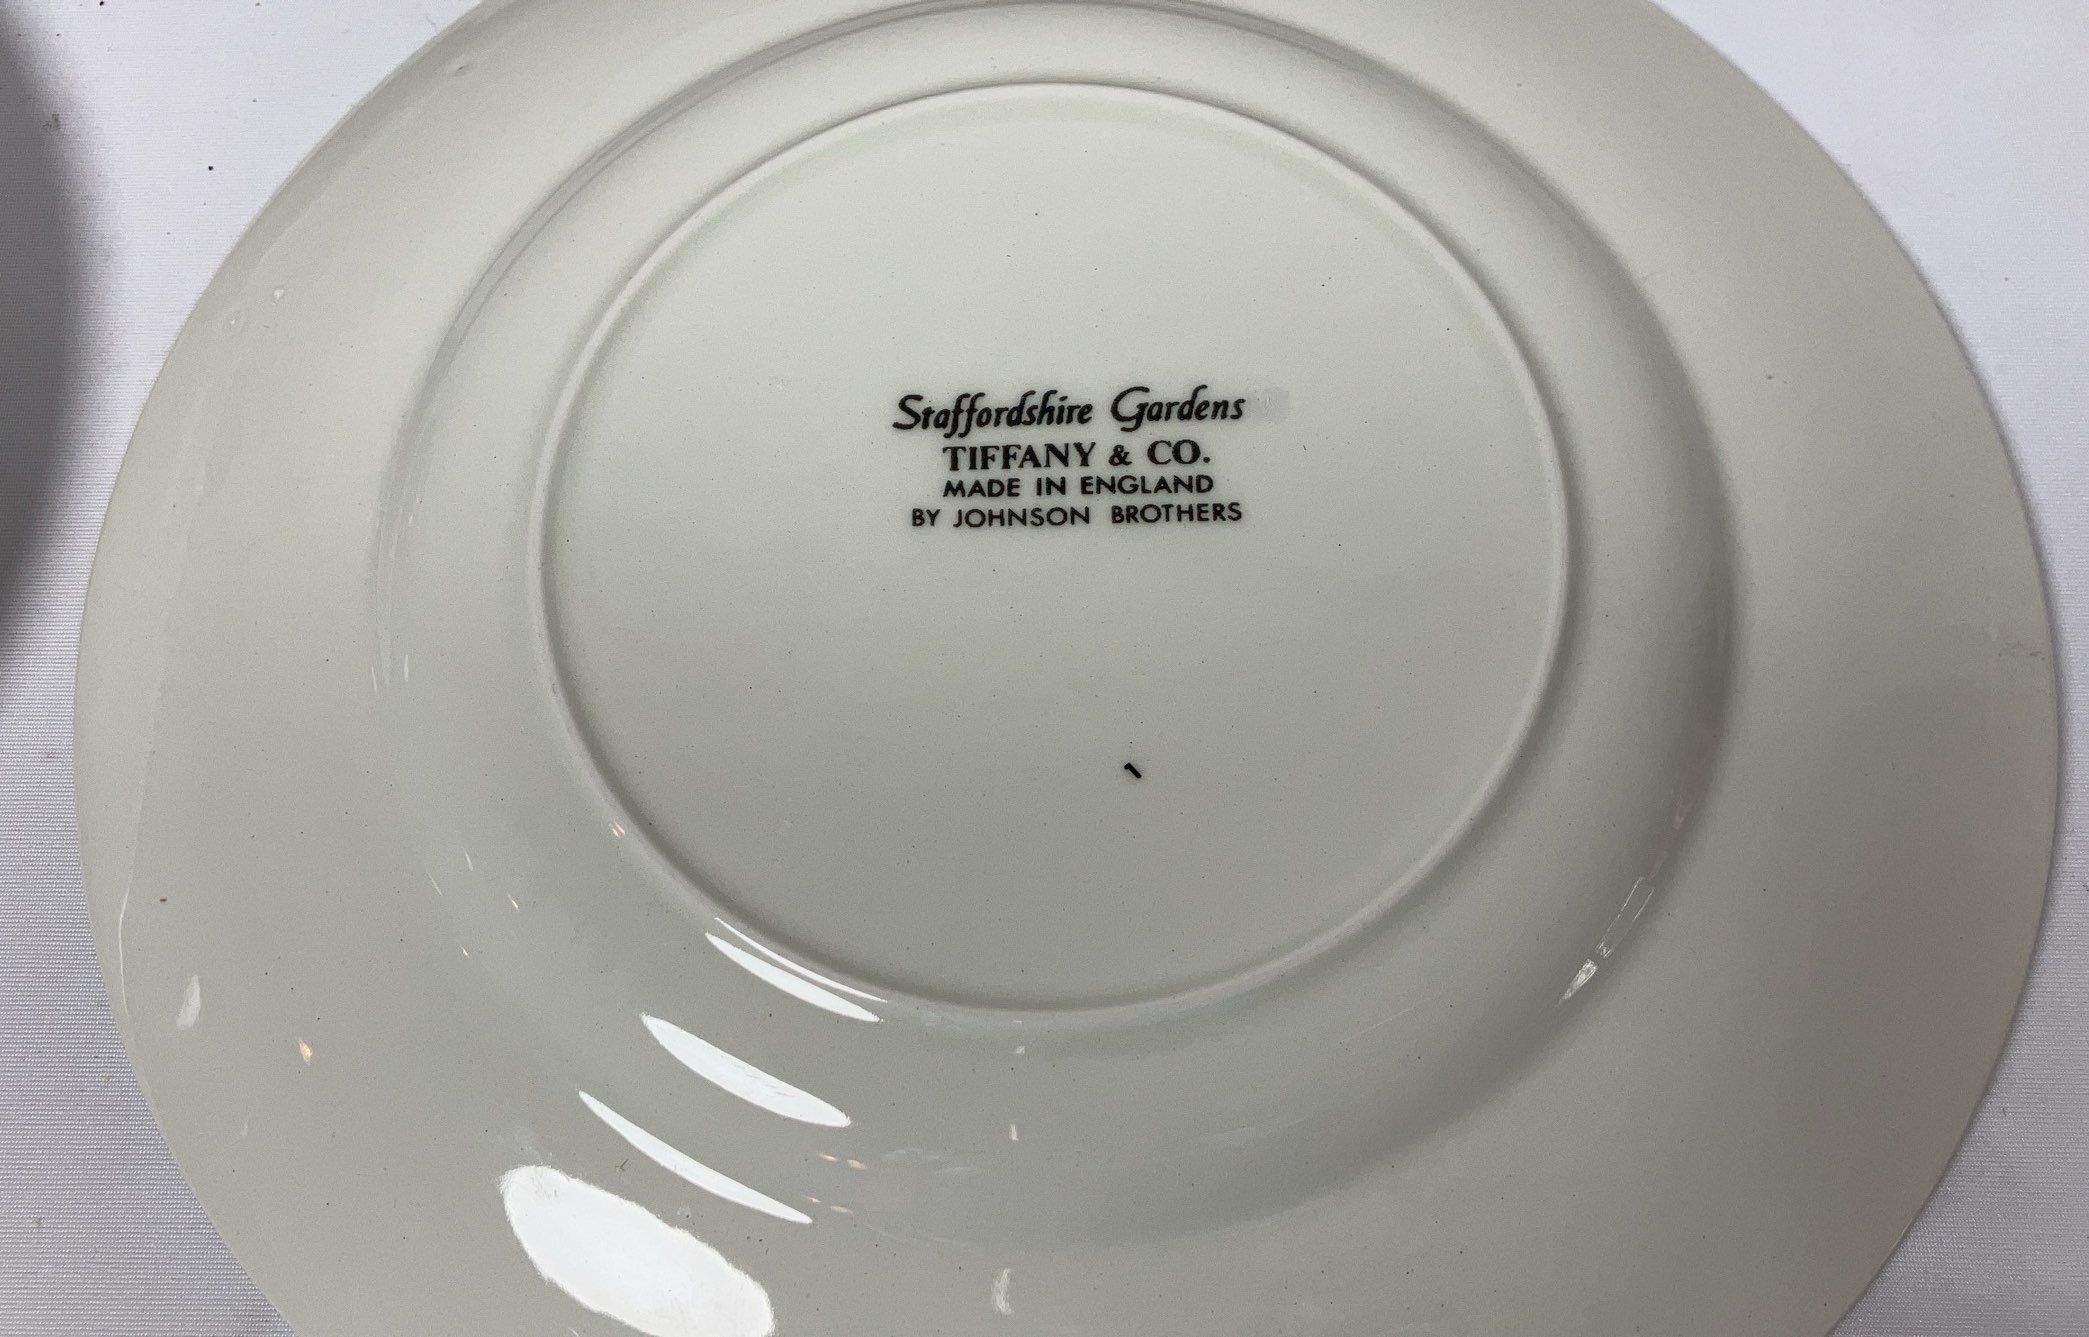 Staffordshire Gardens
TIFFANY & CO.
MADE IN ENGLAND
BY JOHNSON BROTHERS